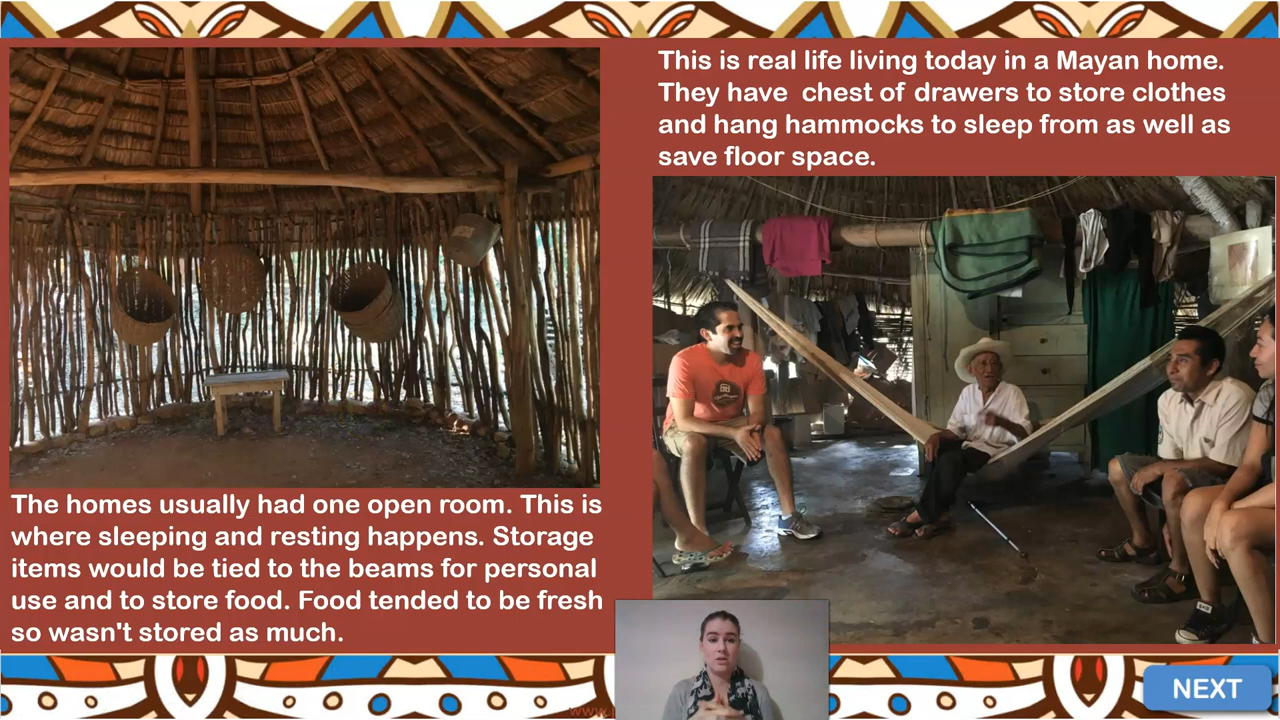 This is real life living today in a Mayan home.
They have chest of drawers to store clothes
and hang hammocks to sleep from as well as
save floor space.
The homes usually had one open room. This is
where sleeping and resting happens. Storage
items would be tied to the beams for personal
use and to store food. Food tended to be fresh
so wasn't stored as much.
www.
NEXT